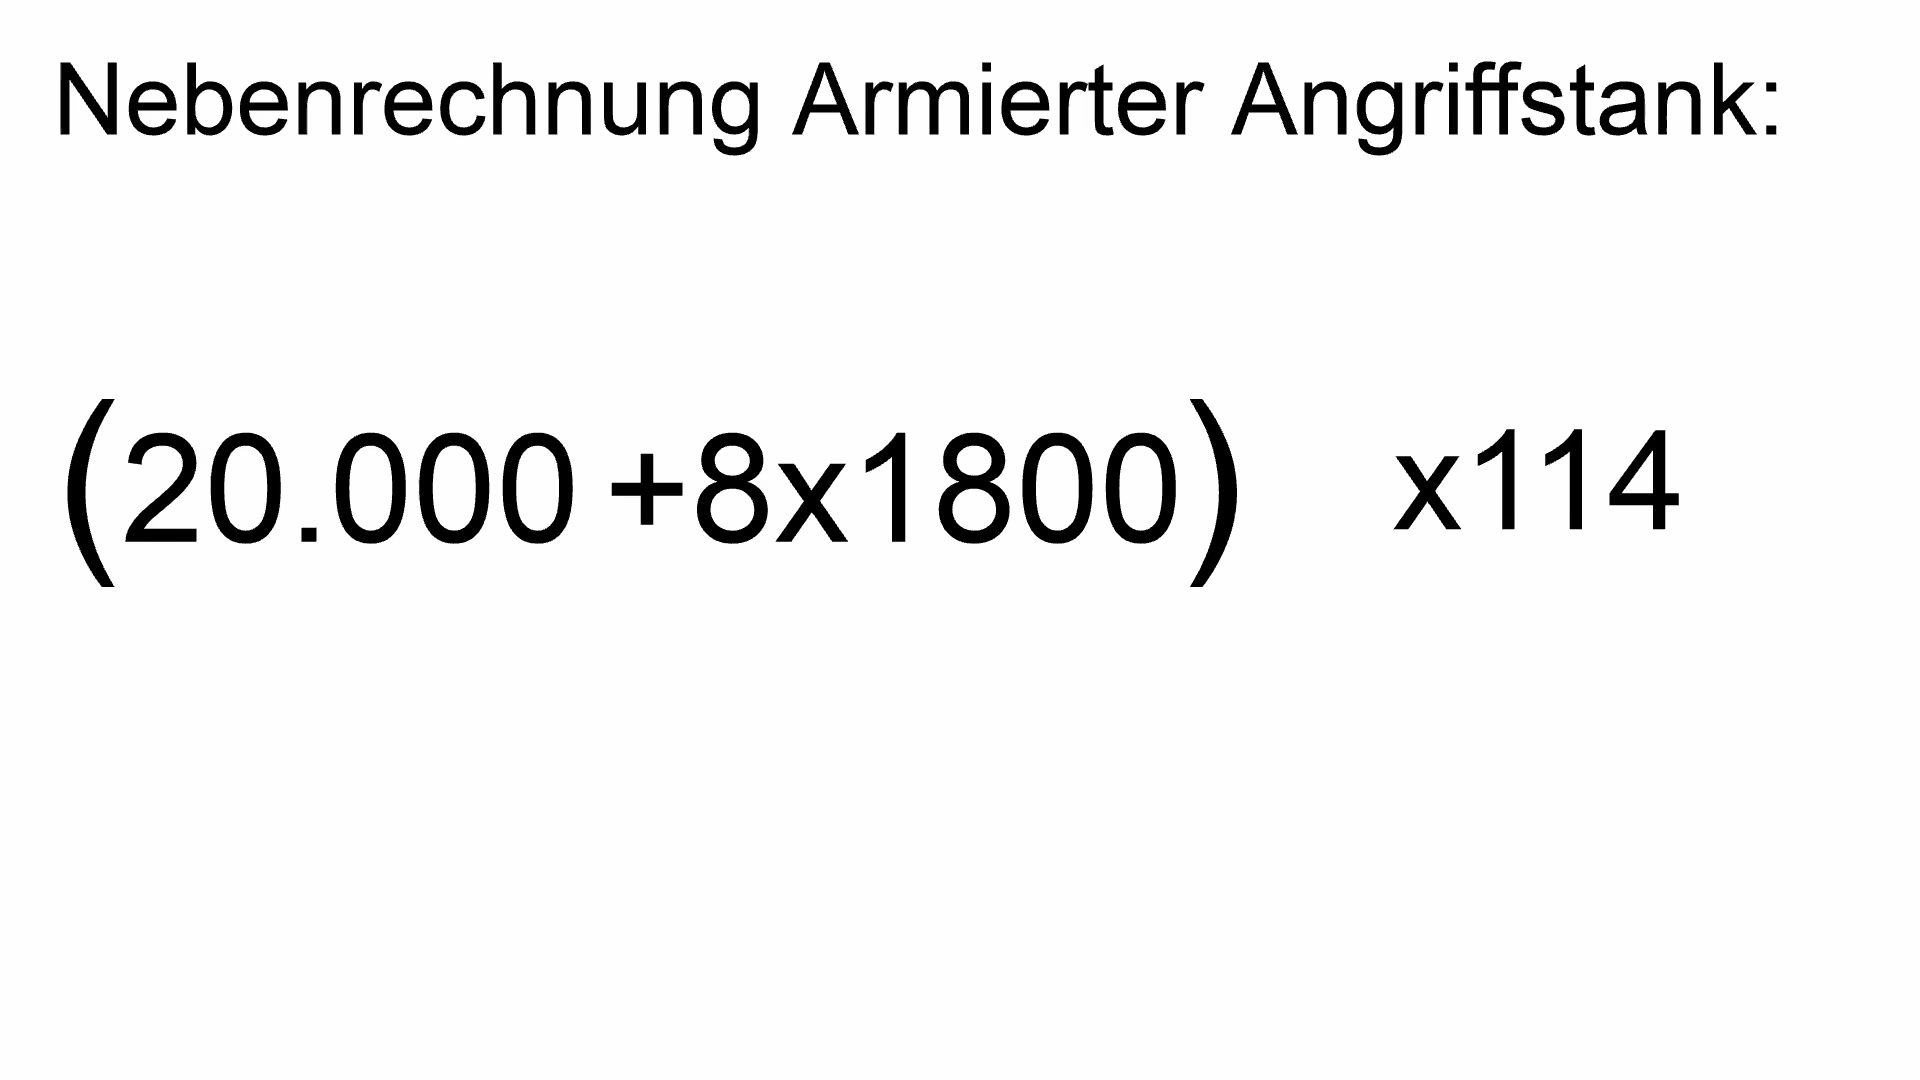 Nebenrechnung Armierter Angriffstank:
(20.000 +8x1800) x114